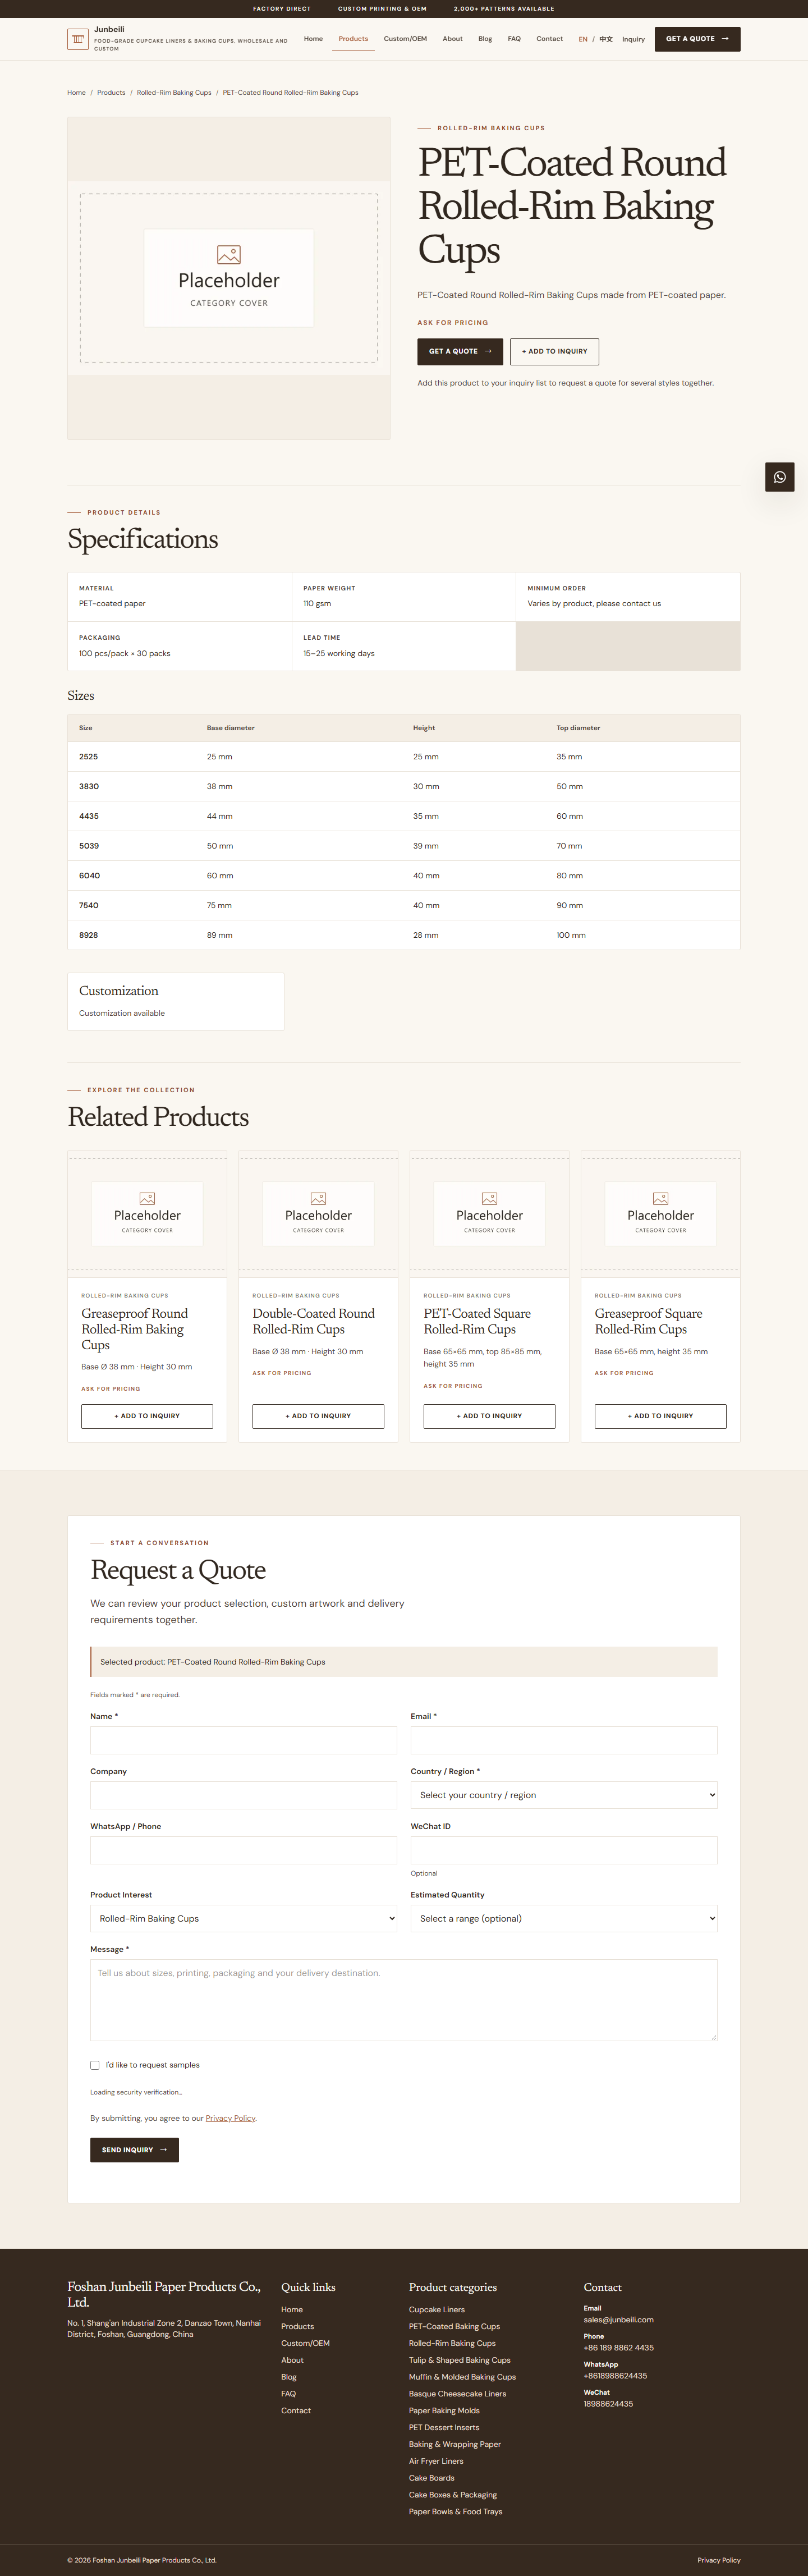 FACTORY DIRECT CUSTOM PRINTING & OEM 2,000+ PATTERNS AVAILABLE
Junbeili
FOOD-GRADE CUPCAKE LINERS & BAKING CUPS, WHOLESALE AND
CUSTOM
Home Products Custom/OEM About Blog FAQ Contact EN / 中文 Inquiry GET A QUOTE →
Home / Products / Rolled-Rim Baking Cups / PET-Coated Round Rolled-Rim Baking Cups
Placeholder
CATEGORY COVER
ROLLED-RIM BAKING CUPS
PET-Coated Round
Rolled-Rim Baking
Cups
PET-Coated Round Rolled-Rim Baking Cups made from PET-coated paper.
ASK FOR PRICING
GET A QUOTE → + ADD TO INQUIRY
Add this product to your inquiry list to request a quote for several styles together.
PRODUCT DETAILS
Specifications
MATERIAL
PET-coated paper
PAPER WEIGHT
110 gsm
MINIMUM ORDER
Varies by product, please contact us
PACKAGING
100 pcs/pack × 30 packs
LEAD TIME
15–25 working days
Sizes
Size Base diameter Height Top diameter
2525 25 mm 25 mm 35 mm
3830 38 mm 30 mm 50 mm
4435 44 mm 35 mm 60 mm
5039 50 mm 39 mm 70 mm
6040 60 mm 40 mm 80 mm
7540 75 mm 40 mm 90 mm
8928 89 mm 28 mm 100 mm
Customization
Customization available
EXPLORE THE COLLECTION
Related Products
Placeholder
CATEGORY COVER
ROLLED-RIM BAKING CUPS
Greaseproof Round
Rolled-Rim Baking
Cups
Base Ø 38 mm · Height 30 mm
ASK FOR PRICING
+ ADD TO INQUIRY
Placeholder
CATEGORY COVER
ROLLED-RIM BAKING CUPS
Double-Coated Round
Rolled-Rim Cups
Base Ø 38 mm · Height 30 mm
ASK FOR PRICING
+ ADD TO INQUIRY
Placeholder
CATEGORY COVER
ROLLED-RIM BAKING CUPS
PET-Coated Square
Rolled-Rim Cups
Base 65×65 mm, top 85×85 mm,
height 35 mm
ASK FOR PRICING
+ ADD TO INQUIRY
Placeholder
CATEGORY COVER
ROLLED-RIM BAKING CUPS
Greaseproof Square
Rolled-Rim Cups
Base 65×65 mm, height 35 mm
ASK FOR PRICING
+ ADD TO INQUIRY
START A CONVERSATION
Request a Quote
We can review your product selection, custom artwork and delivery
requirements together.
Selected product: PET-Coated Round Rolled-Rim Baking Cups
Fields marked * are required.
Name * Email *
Company Country / Region *
Select your country / region
WhatsApp / Phone WeChat ID
Optional
Product Interest Estimated Quantity
Rolled-Rim Baking Cups Select a range (optional)
Message *
Tell us about sizes, printing, packaging and your delivery destination.
I'd like to request samples
Loading security verification…
By submitting, you agree to our Privacy Policy.
SEND INQUIRY →
Foshan Junbeili Paper Products Co.,
Ltd.
No. 1, Shang'an Industrial Zone 2, Danzao Town, Nanhai
District, Foshan, Guangdong, China
Quick links
Home
Products
Custom/OEM
About
Blog
FAQ
Contact
Product categories
Cupcake Liners
PET-Coated Baking Cups
Rolled-Rim Baking Cups
Tulip & Shaped Baking Cups
Muffin & Molded Baking Cups
Basque Cheesecake Liners
Paper Baking Molds
PET Dessert Inserts
Baking & Wrapping Paper
Air Fryer Liners
Cake Boards
Cake Boxes & Packaging
Paper Bowls & Food Trays
Contact
Email
sales@junbeili.com
Phone
+86 189 8862 4435
WhatsApp
+8618988624435
WeChat
18988624435
© 2026 Foshan Junbeili Paper Products Co., Ltd. Privacy Policy